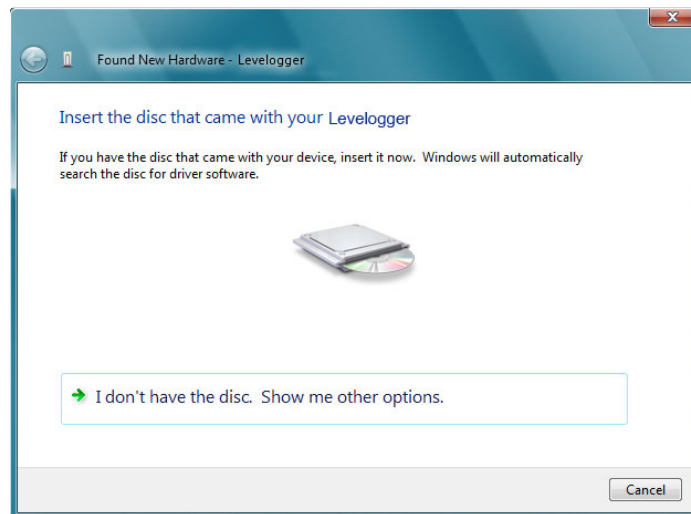 Found New Hardware - Levelogger
Insert the disc that came with your Levelogger
If you have the disc that came with your device, insert it now.  Windows will automatically
search the disc for driver software.
I don't have the disc.  Show me other options.
Cancel